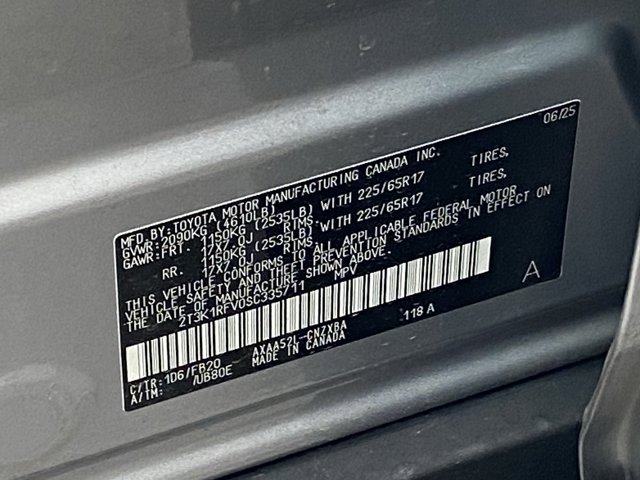 06/25
MFD.BY:TOYOTA MOTOR MANUFACTURING CANADA INC.
GVWR:2090KG (4610LB)
GAWR:FRT. 1150KG (2535LB) WITH 225/65R17 TIRES,
17X7.0J RIMS,
RR. 1150KG (2535LB) WITH 225/65R17 TIRES,
17X7.0J RIMS,
THIS VEHICLE CONFORMS TO ALL APPLICABLE FEDERAL MOTOR
VEHICLE SAFETY AND THEFT PREVENTION STANDARDS IN EFFECT ON
THE DATE OF MANUFACTURE SHOWN ABOVE.
MPV
A
118 A
C/TR:1D6/FB20 AXAA52L-CNZXBA
A/TM: /UB80E MADE IN CANADA